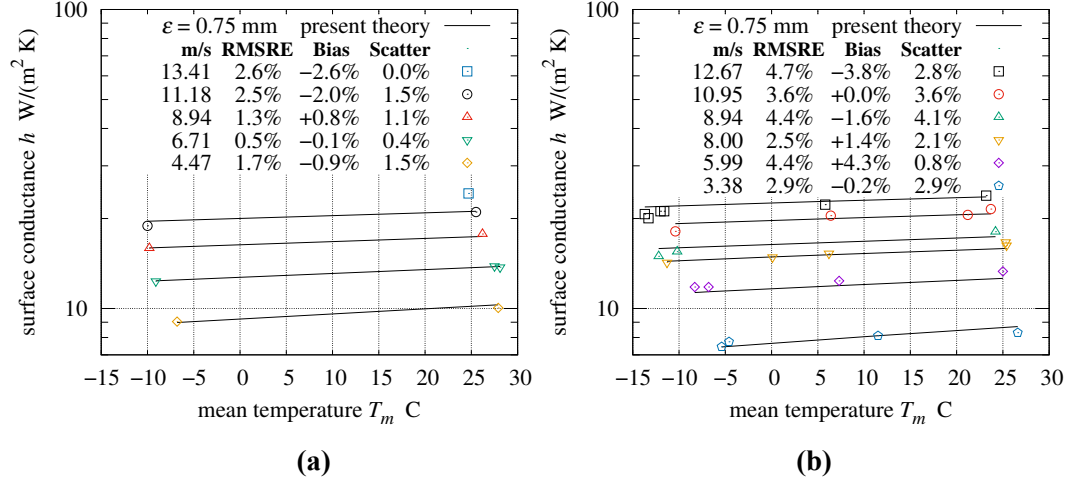 ε = 0.75 mm present theory
m/s RMSRE Bias Scatter
13.41 2.6% −2.6% 0.0%
11.18 2.5% −2.0% 1.5%
8.94 1.3% +0.8% 1.1%
6.71 0.5% −0.1% 0.4%
4.47 1.7% −0.9% 1.5%
100
10
surface conductance h W/(m² K)
−15 −10 −5 0 5 10 15 20 25 30
mean temperature Tm C
(a)
ε = 0.75 mm present theory
m/s RMSRE Bias Scatter
12.67 4.7% −3.8% 2.8%
10.95 3.6% +0.0% 3.6%
8.94 4.4% −1.6% 4.1%
8.00 2.5% +1.4% 2.1%
5.99 4.4% +4.3% 0.8%
3.38 2.9% −0.2% 2.9%
100
10
surface conductance h W/(m² K)
−15 −10 −5 0 5 10 15 20 25 30
mean temperature Tm C
(b)